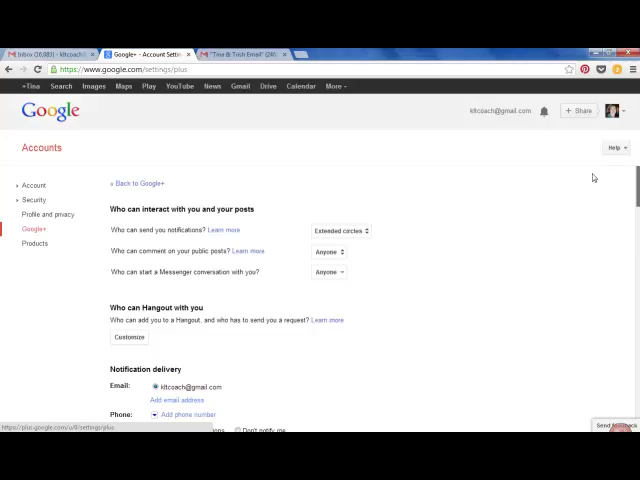 Inbox (16,083) - kitcoach
Google+ - Account Settin
"Tina & Trish Email" (24)
https://www.google.com/settings/plus
+Tina Search Images Maps Play YouTube News Gmail Drive Calendar More
Google
kitcoach@gmail.com
+ Share
Accounts
Help
Account
Security
Profile and privacy
Google+
Products
« Back to Google+
Who can interact with you and your posts
Who can send you notifications? Learn more Extended circles
Who can comment on your public posts? Learn more Anyone
Who can start a Messenger conversation with you? Anyone
Who can Hangout with you
Who can add you to a Hangout, and who has to send you a request? Learn more
Customize
Notification delivery
Email: kitcoach@gmail.com
Add email address
Phone: Add phone number
Don't notify me
https://plus.google.com/u/0/settings/plus
Send feedback